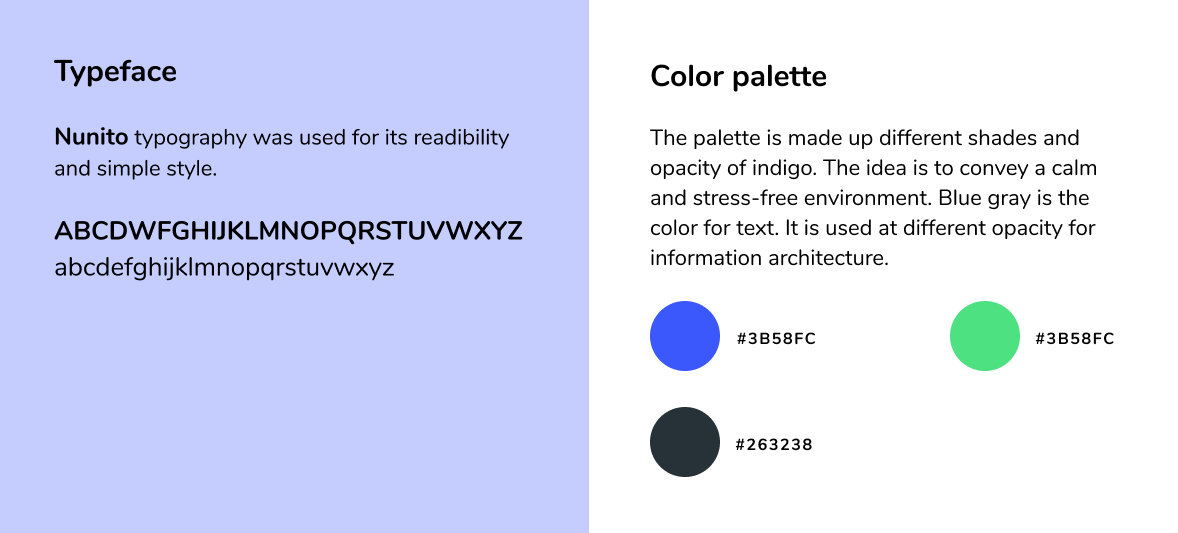 Typeface
Nunito typography was used for its readibility
and simple style.
ABCDWFGHIJKLMNOPQRSTUVWXYZ
abcdefghijklmnopqrstuvwxyz
Color palette
The palette is made up different shades and
opacity of indigo. The idea is to convey a calm
and stress-free environment. Blue gray is the
color for text. It is used at different opacity for
information architecture.
#3B58FC
#3B58FC
#263238